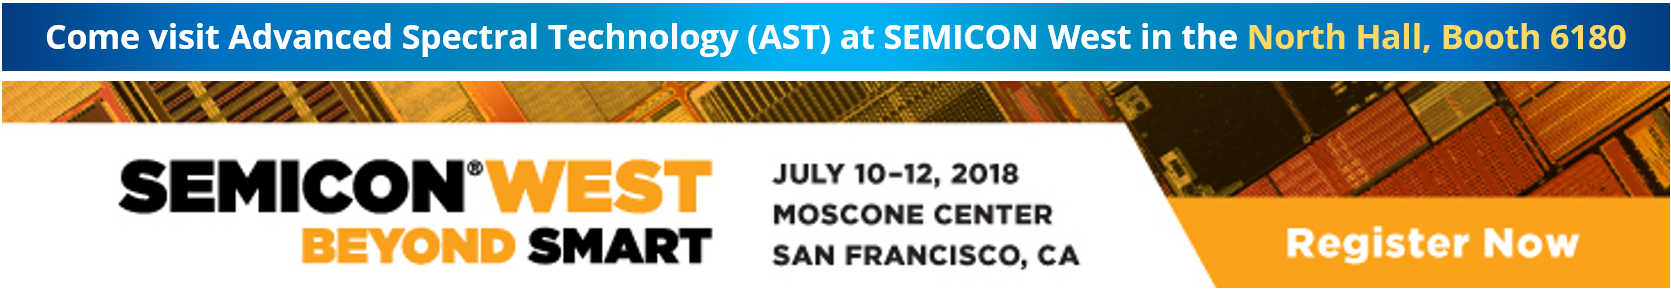 Come visit Advanced Spectral Technology (AST) at SEMICON West in the North Hall, Booth 6180
SEMICON®WEST
BEYOND SMART
JULY 10–12, 2018
MOSCONE CENTER
SAN FRANCISCO, CA
Register Now